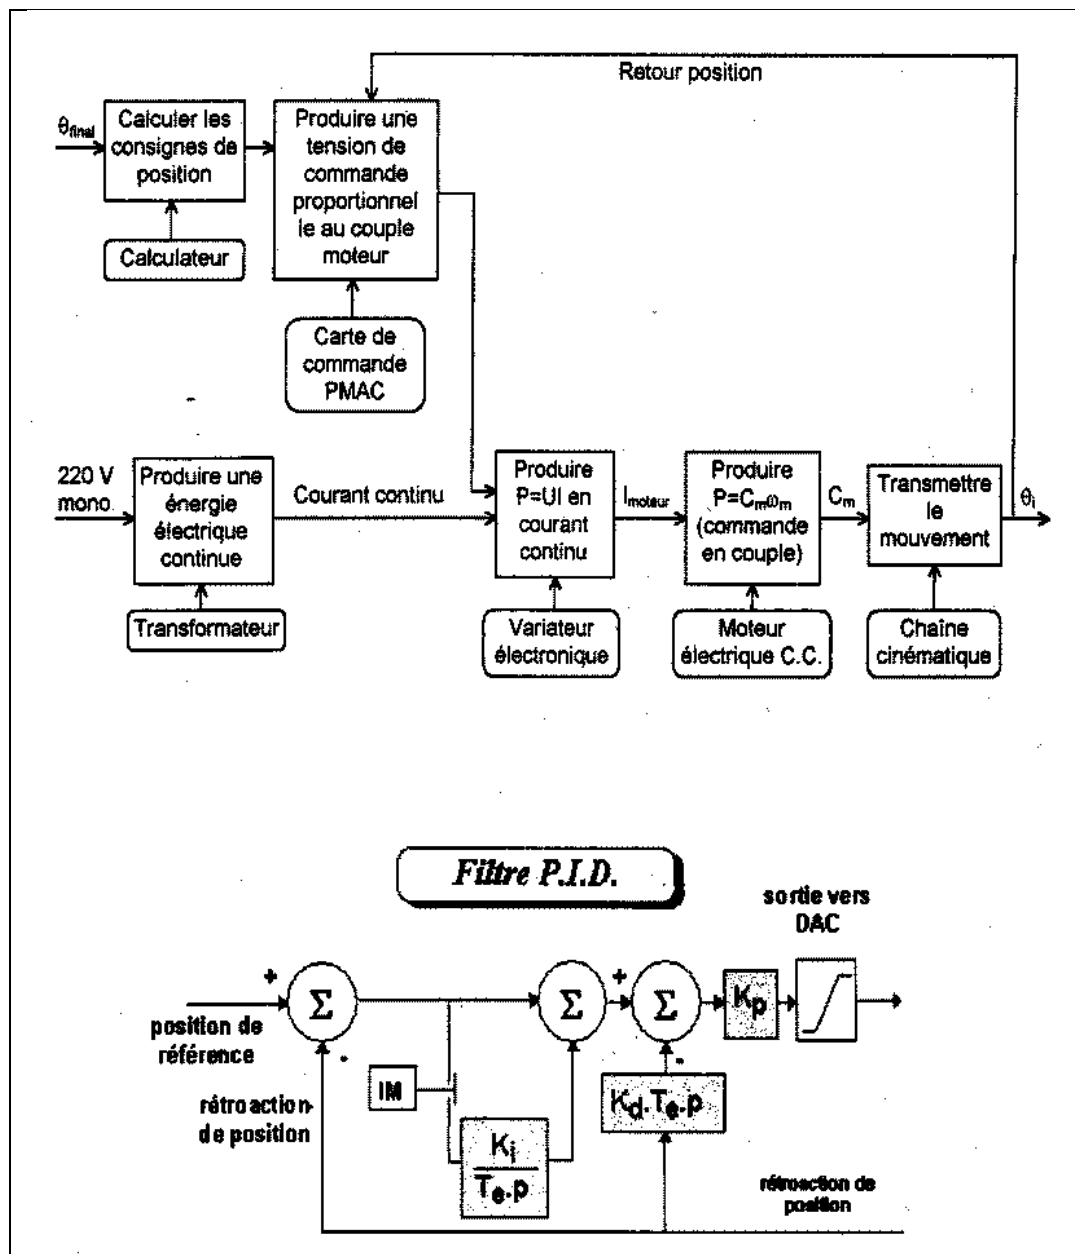 Retour position
θfinal
Calculer les
consignes de
position
Calculateur
Produire une
tension de
commande
proportionnel
le au couple
moteur
Carte de
commande
PMAC
220 V
mono.
Produire une
énergie
électrique
continue
Transformateur
Courant continu
Produire
P=UI en
courant
continu
Variateur
électronique
Imoteur
Produire
P=Cmωm
(commande
en couple)
Moteur
électrique C.C.
Cm
Transmettre
le
mouvement
Chaîne
cinématique
θi
Filtre P.I.D.
sortie vers
DAC
+
Σ
-
position de
référence
rétroaction
de position
IM
Ki
Te.p
Σ
+
Σ
-
Kp
Kd.Te.p
rétroaction de
position